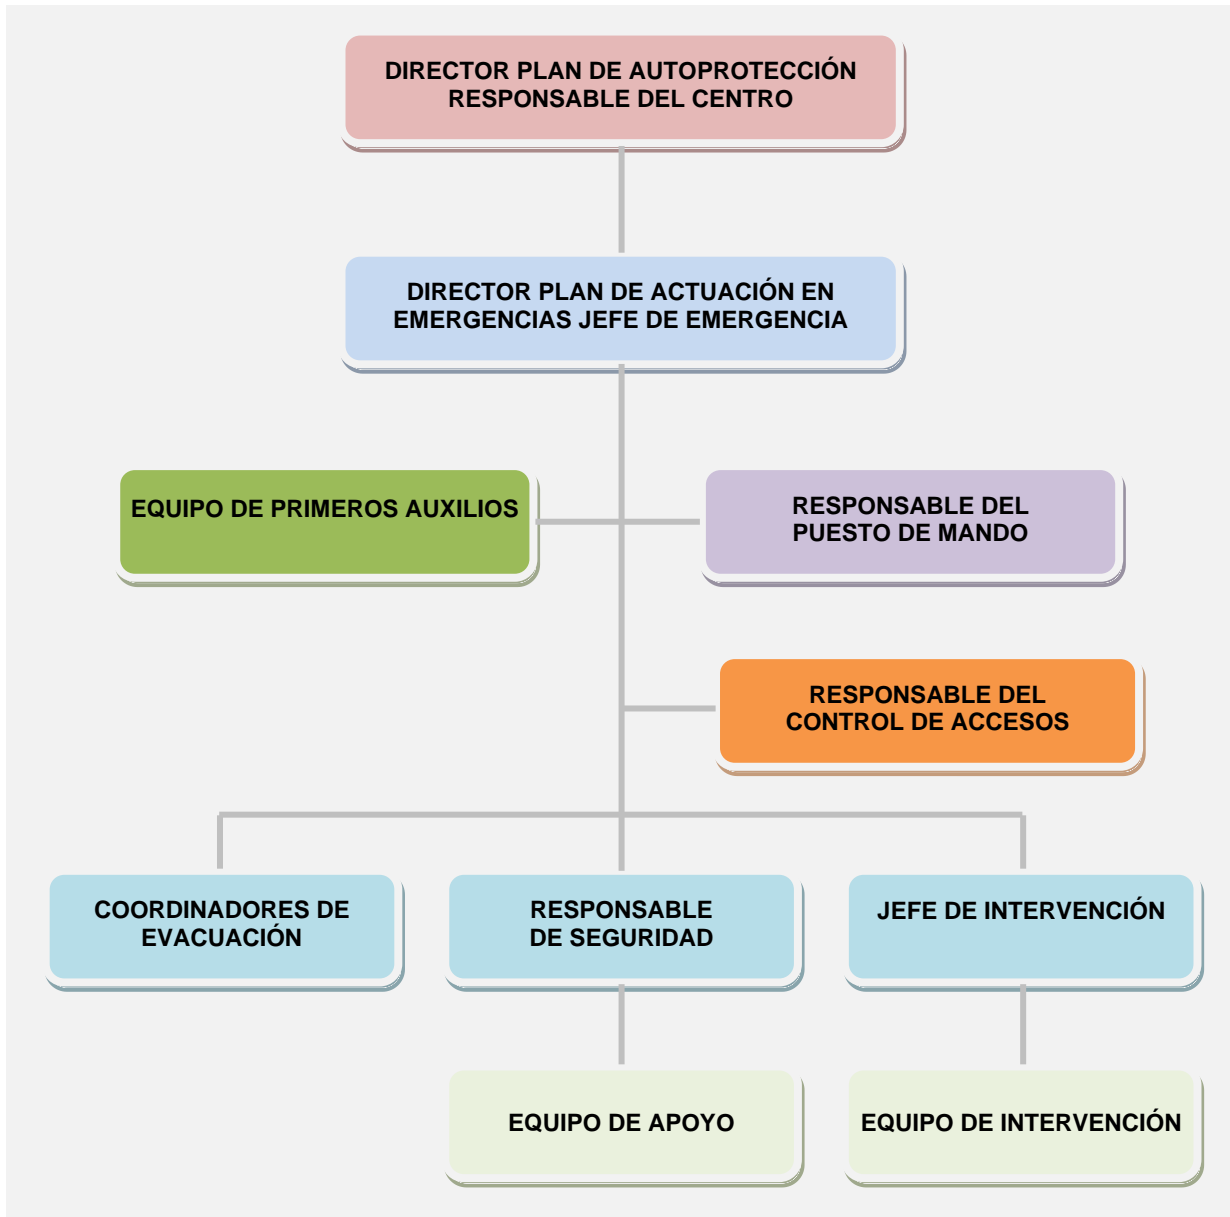 DIRECTOR PLAN DE AUTOPROTECCIÓN
RESPONSABLE DEL CENTRO
DIRECTOR PLAN DE ACTUACIÓN EN
EMERGENCIAS JEFE DE EMERGENCIA
EQUIPO DE PRIMEROS AUXILIOS
RESPONSABLE DEL
PUESTO DE MANDO
RESPONSABLE DEL
CONTROL DE ACCESOS
COORDINADORES DE
EVACUACIÓN
RESPONSABLE
DE SEGURIDAD
JEFE DE INTERVENCIÓN
EQUIPO DE APOYO
EQUIPO DE INTERVENCIÓN